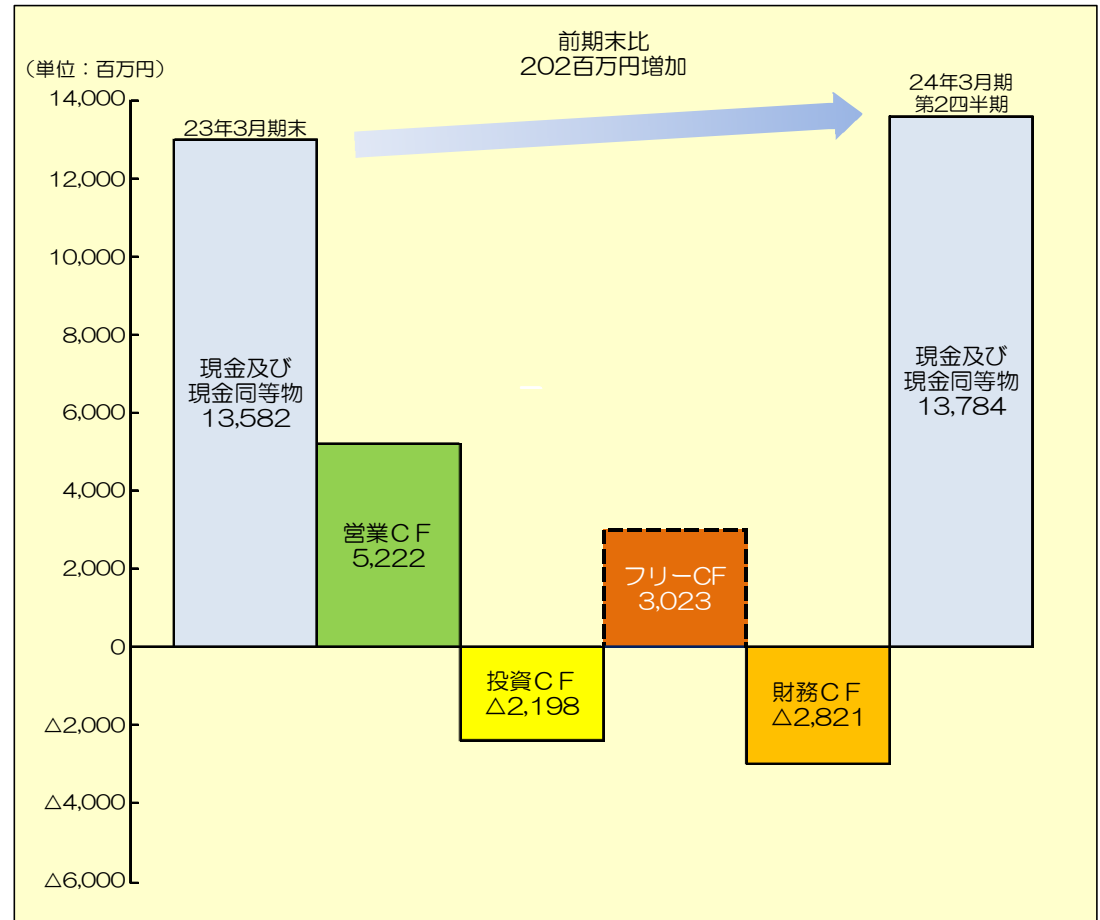 前期末比
202百万円増加
（単位：百万円）
14,000
12,000
10,000
8,000
6,000
4,000
2,000
0
△2,000
△4,000
△6,000
23年3月期末
現金及び
現金同等物
13,582
営業ＣＦ
5,222
投資ＣＦ
△2,198
フリーCF
3,023
財務ＣＦ
△2,821
24年3月期
第2四半期
現金及び
現金同等物
13,784